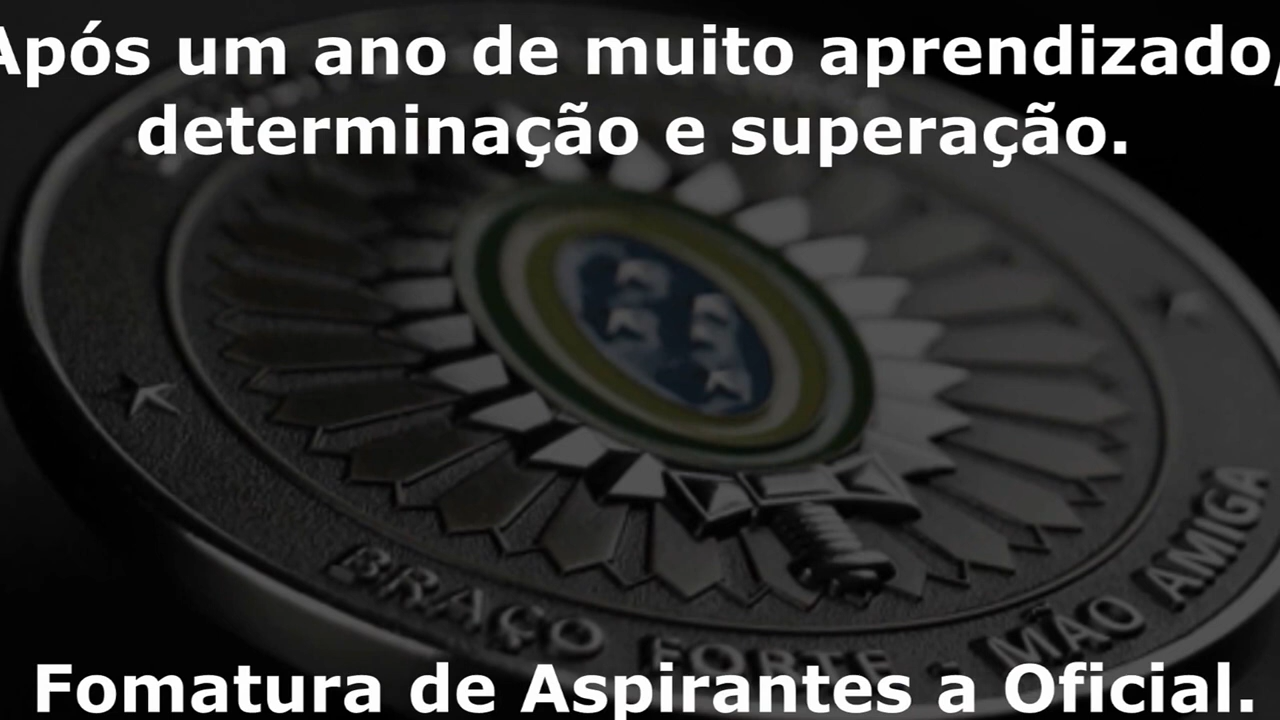 Após um ano de muito aprendizado,
determinação e superação.
BRAÇO FORTE - MÃO AMIGA
Fomatura de Aspirantes a Oficial.